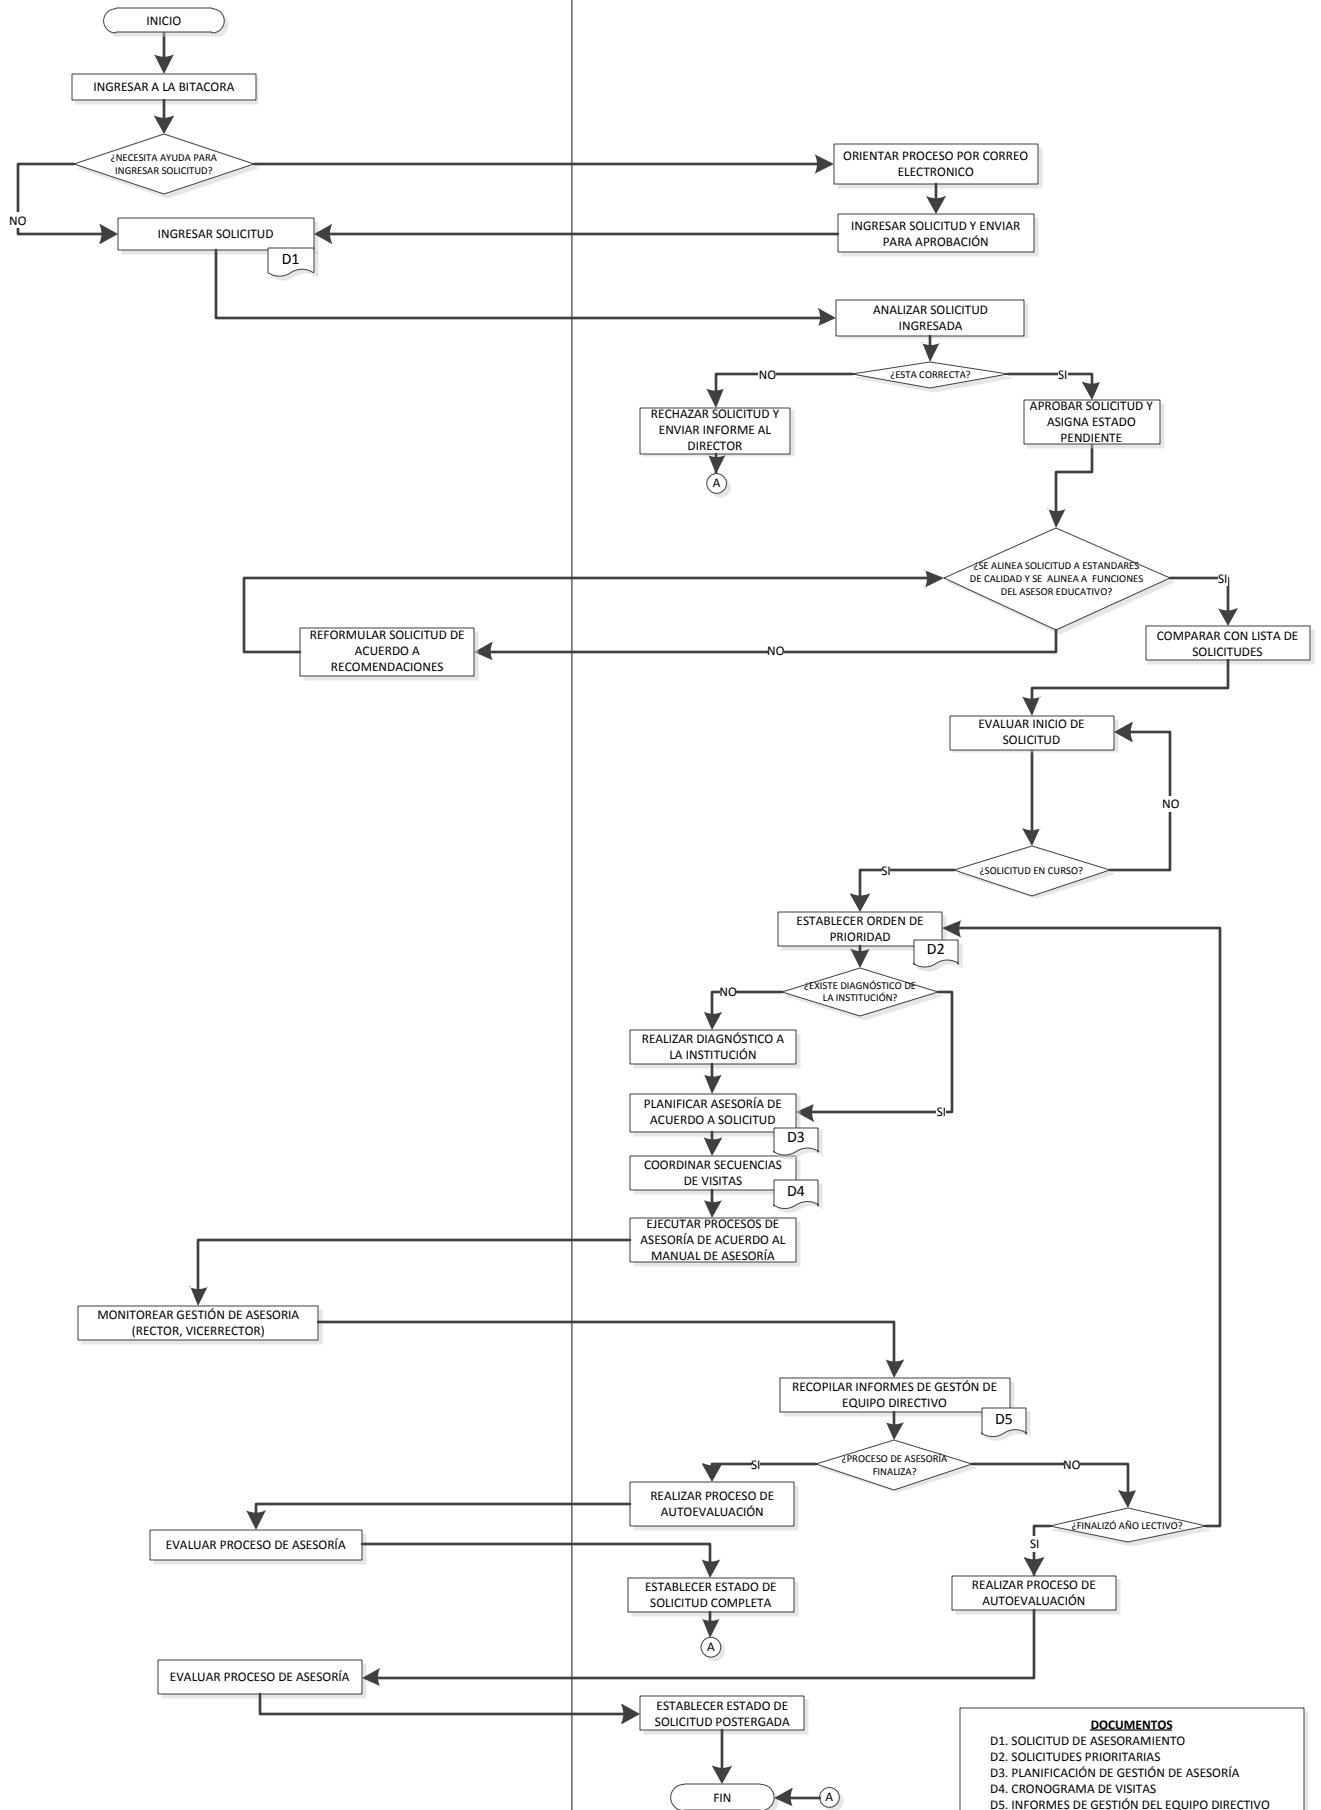 INICIO
INGRESAR A LA BITACORA
¿NECESITA AYUDA PARA
INGRESAR SOLICITUD?
ORIENTAR PROCESO POR CORREO
ELECTRONICO
NO
INGRESAR SOLICITUD
D1
INGRESAR SOLICITUD Y ENVIAR
PARA APROBACIÓN
ANALIZAR SOLICITUD
INGRESADA
¿ESTA CORRECTA?
NO
SI
RECHAZAR SOLICITUD Y
ENVIAR INFORME AL
DIRECTOR
A
APROBAR SOLICITUD Y
ASIGNA ESTADO
PENDIENTE
¿SE ALINEA SOLICITUD A ESTANDARES
DE CALIDAD Y SE ALINEA A FUNCIONES
DEL ASESOR EDUCATIVO?
SI
NO
REFORMULAR SOLICITUD DE
ACUERDO A
RECOMENDACIONES
COMPARAR CON LISTA DE
SOLICITUDES
EVALUAR INICIO DE
SOLICITUD
NO
¿SOLICITUD EN CURSO?
SI
ESTABLECER ORDEN DE
PRIORIDAD
D2
¿EXISTE DIAGNÓSTICO DE
LA INSTITUCIÓN?
NO
REALIZAR DIAGNÓSTICO A
LA INSTITUCIÓN
PLANIFICAR ASESORÍA DE
ACUERDO A SOLICITUD
SI
D3
COORDINAR SECUENCIAS
DE VISITAS
D4
EJECUTAR PROCESOS DE
ASESORÍA DE ACUERDO AL
MANUAL DE ASESORÍA
MONITOREAR GESTIÓN DE ASESORIA
(RECTOR, VICERRECTOR)
RECOPILAR INFORMES DE GESTÓN DE
EQUIPO DIRECTIVO
D5
¿PROCESO DE ASESORÍA
FINALIZA?
SI
NO
REALIZAR PROCESO DE
AUTOEVALUACIÓN
¿FINALIZÓ AÑO LECTIVO?
SI
EVALUAR PROCESO DE ASESORÍA
ESTABLECER ESTADO DE
SOLICITUD COMPLETA
A
REALIZAR PROCESO DE
AUTOEVALUACIÓN
EVALUAR PROCESO DE ASESORÍA
ESTABLECER ESTADO DE
SOLICITUD POSTERGADA
FIN
A
DOCUMENTOS
D1. SOLICITUD DE ASESORAMIENTO
D2. SOLICITUDES PRIORITARIAS
D3. PLANIFICACIÓN DE GESTIÓN DE ASESORÍA
D4. CRONOGRAMA DE VISITAS
D5. INFORMES DE GESTIÓN DEL EQUIPO DIRECTIVO